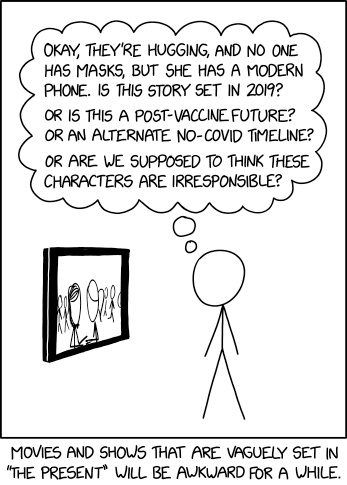 OKAY, THEY'RE HUGGING, AND NO ONE
HAS MASKS, BUT SHE HAS A MODERN
PHONE. IS THIS STORY SET IN 2019?
OR IS THIS A POST-VACCINE FUTURE?
OR AN ALTERNATE NO-COVID TIMELINE?
OR ARE WE SUPPOSED TO THINK THESE
CHARACTERS ARE IRRESPONSIBLE?
MOVIES AND SHOWS THAT ARE VAGUELY SET IN
"THE PRESENT" WILL BE AWKWARD FOR A WHILE.